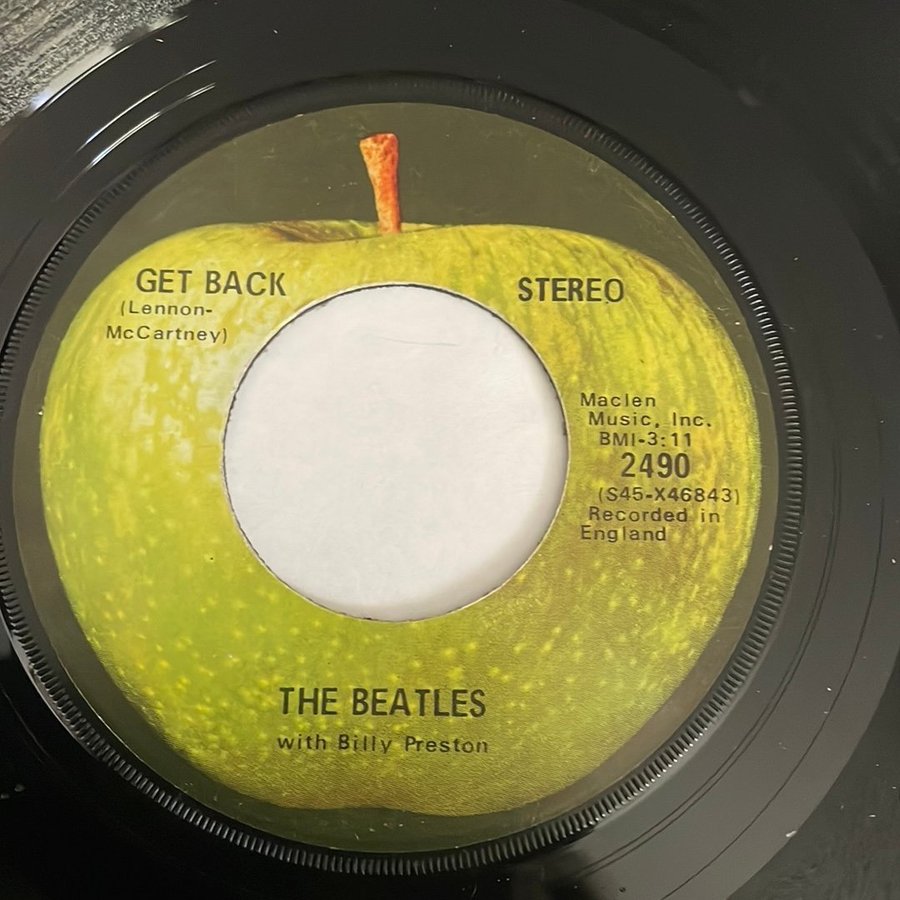 GET BACK
(Lennon-
McCartney)
STEREO
Maclen
Music, Inc.
BMI-3:11
2490
(S45-X46843)
Recorded in
England
THE BEATLES
with Billy Preston